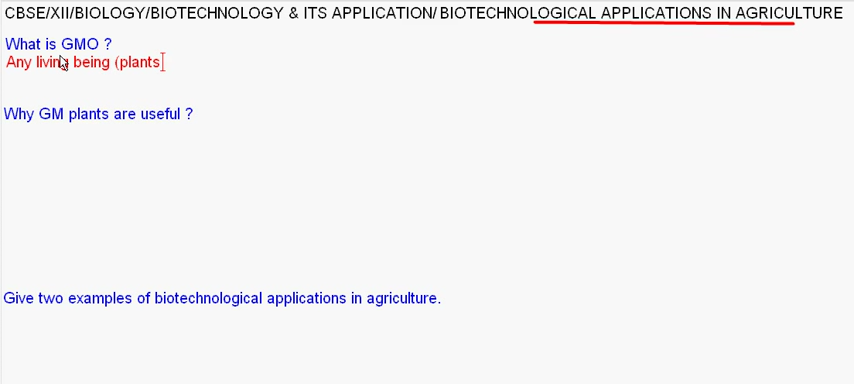 CBSE/XII/BIOLOGY/BIOTECHNOLOGY & ITS APPLICATION/ BIOTECHNOLOGICAL APPLICATIONS IN AGRICULTURE
What is GMO ?
Any living being (plants
Why GM plants are useful ?
Give two examples of biotechnological applications in agriculture.